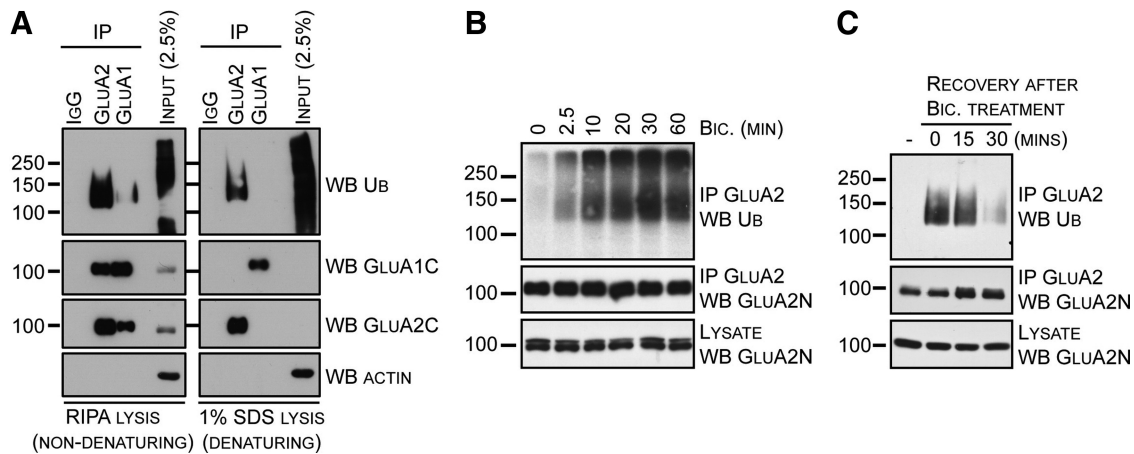 A
IP
IP
IGG
GLUA2
GLUA1
INPUT (2.5%)
IGG
GLUA2
GLUA1
INPUT (2.5%)
250
150
100
WB UB
100
WB GLUA1C
100
WB GLUA2C
WB ACTIN
RIPA LYSIS
(NON-DENATURING)
1% SDS LYSIS
(DENATURING)
B
0 2.5 10 20 30 60 BIC. (MIN)
250
150
100
IP GLUA2
WB UB
100
IP GLUA2
WB GLUA2N
100
LYSATE
WB GLUA2N
C
RECOVERY AFTER
BIC. TREATMENT
- 0 15 30 (MINS)
250
150
100
IP GLUA2
WB UB
100
IP GLUA2
WB GLUA2N
100
LYSATE
WB GLUA2N